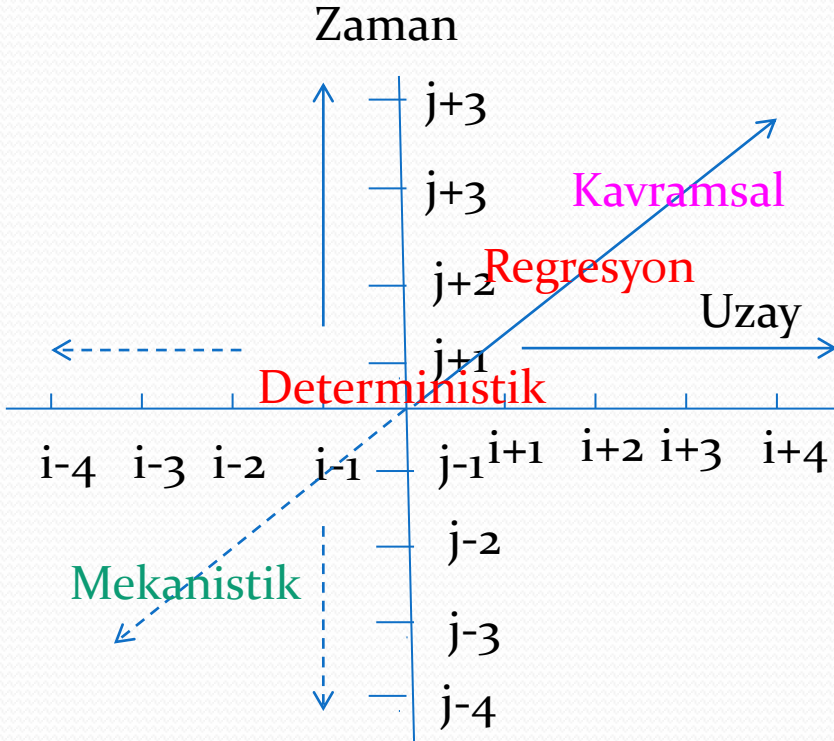 Zaman
j+3
j+3
Kavramsal
j+2
Regresyon
Uzay
j+1
Deterministik
i-4 i-3 i-2 i-1 j-1 i+1 i+2 i+3 i+4
j-2
Mekanistik
j-3
j-4